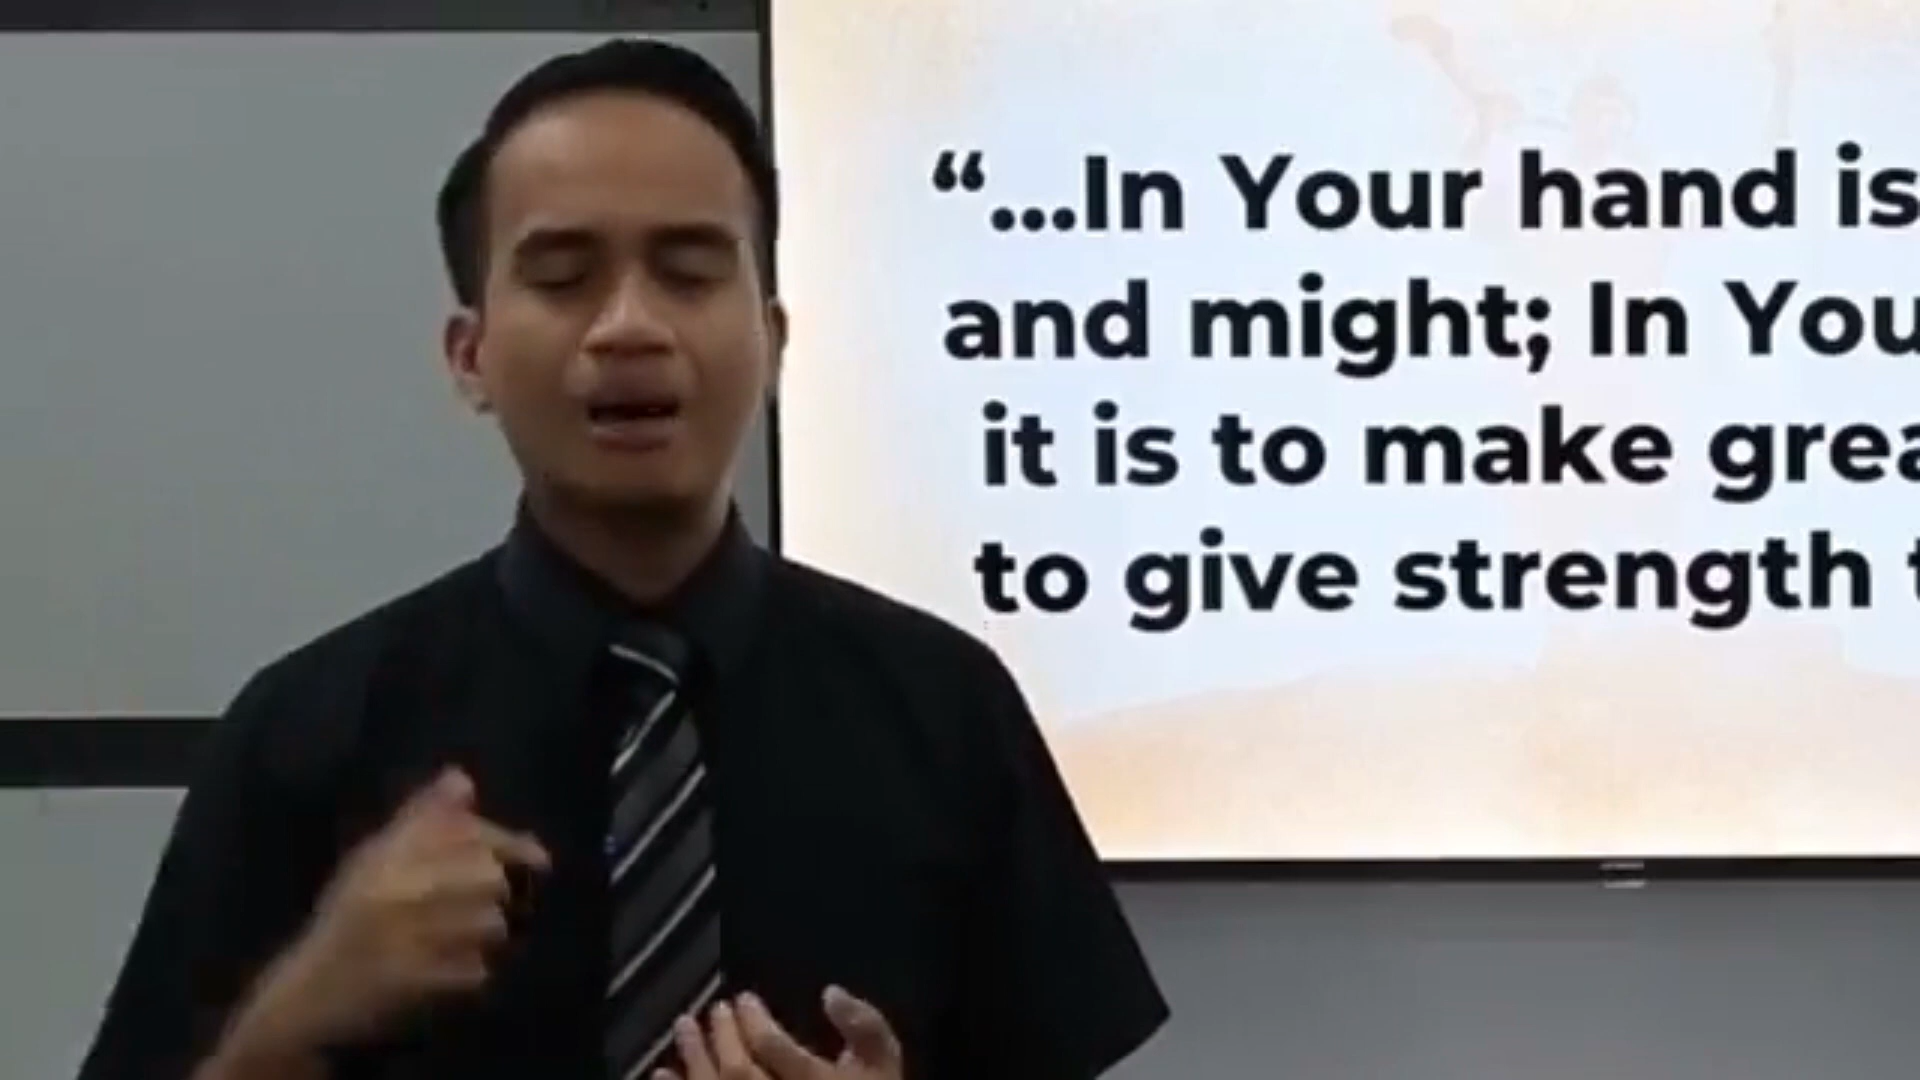 “...In Your hand is
and might; In You
it is to make grea
to give strength t